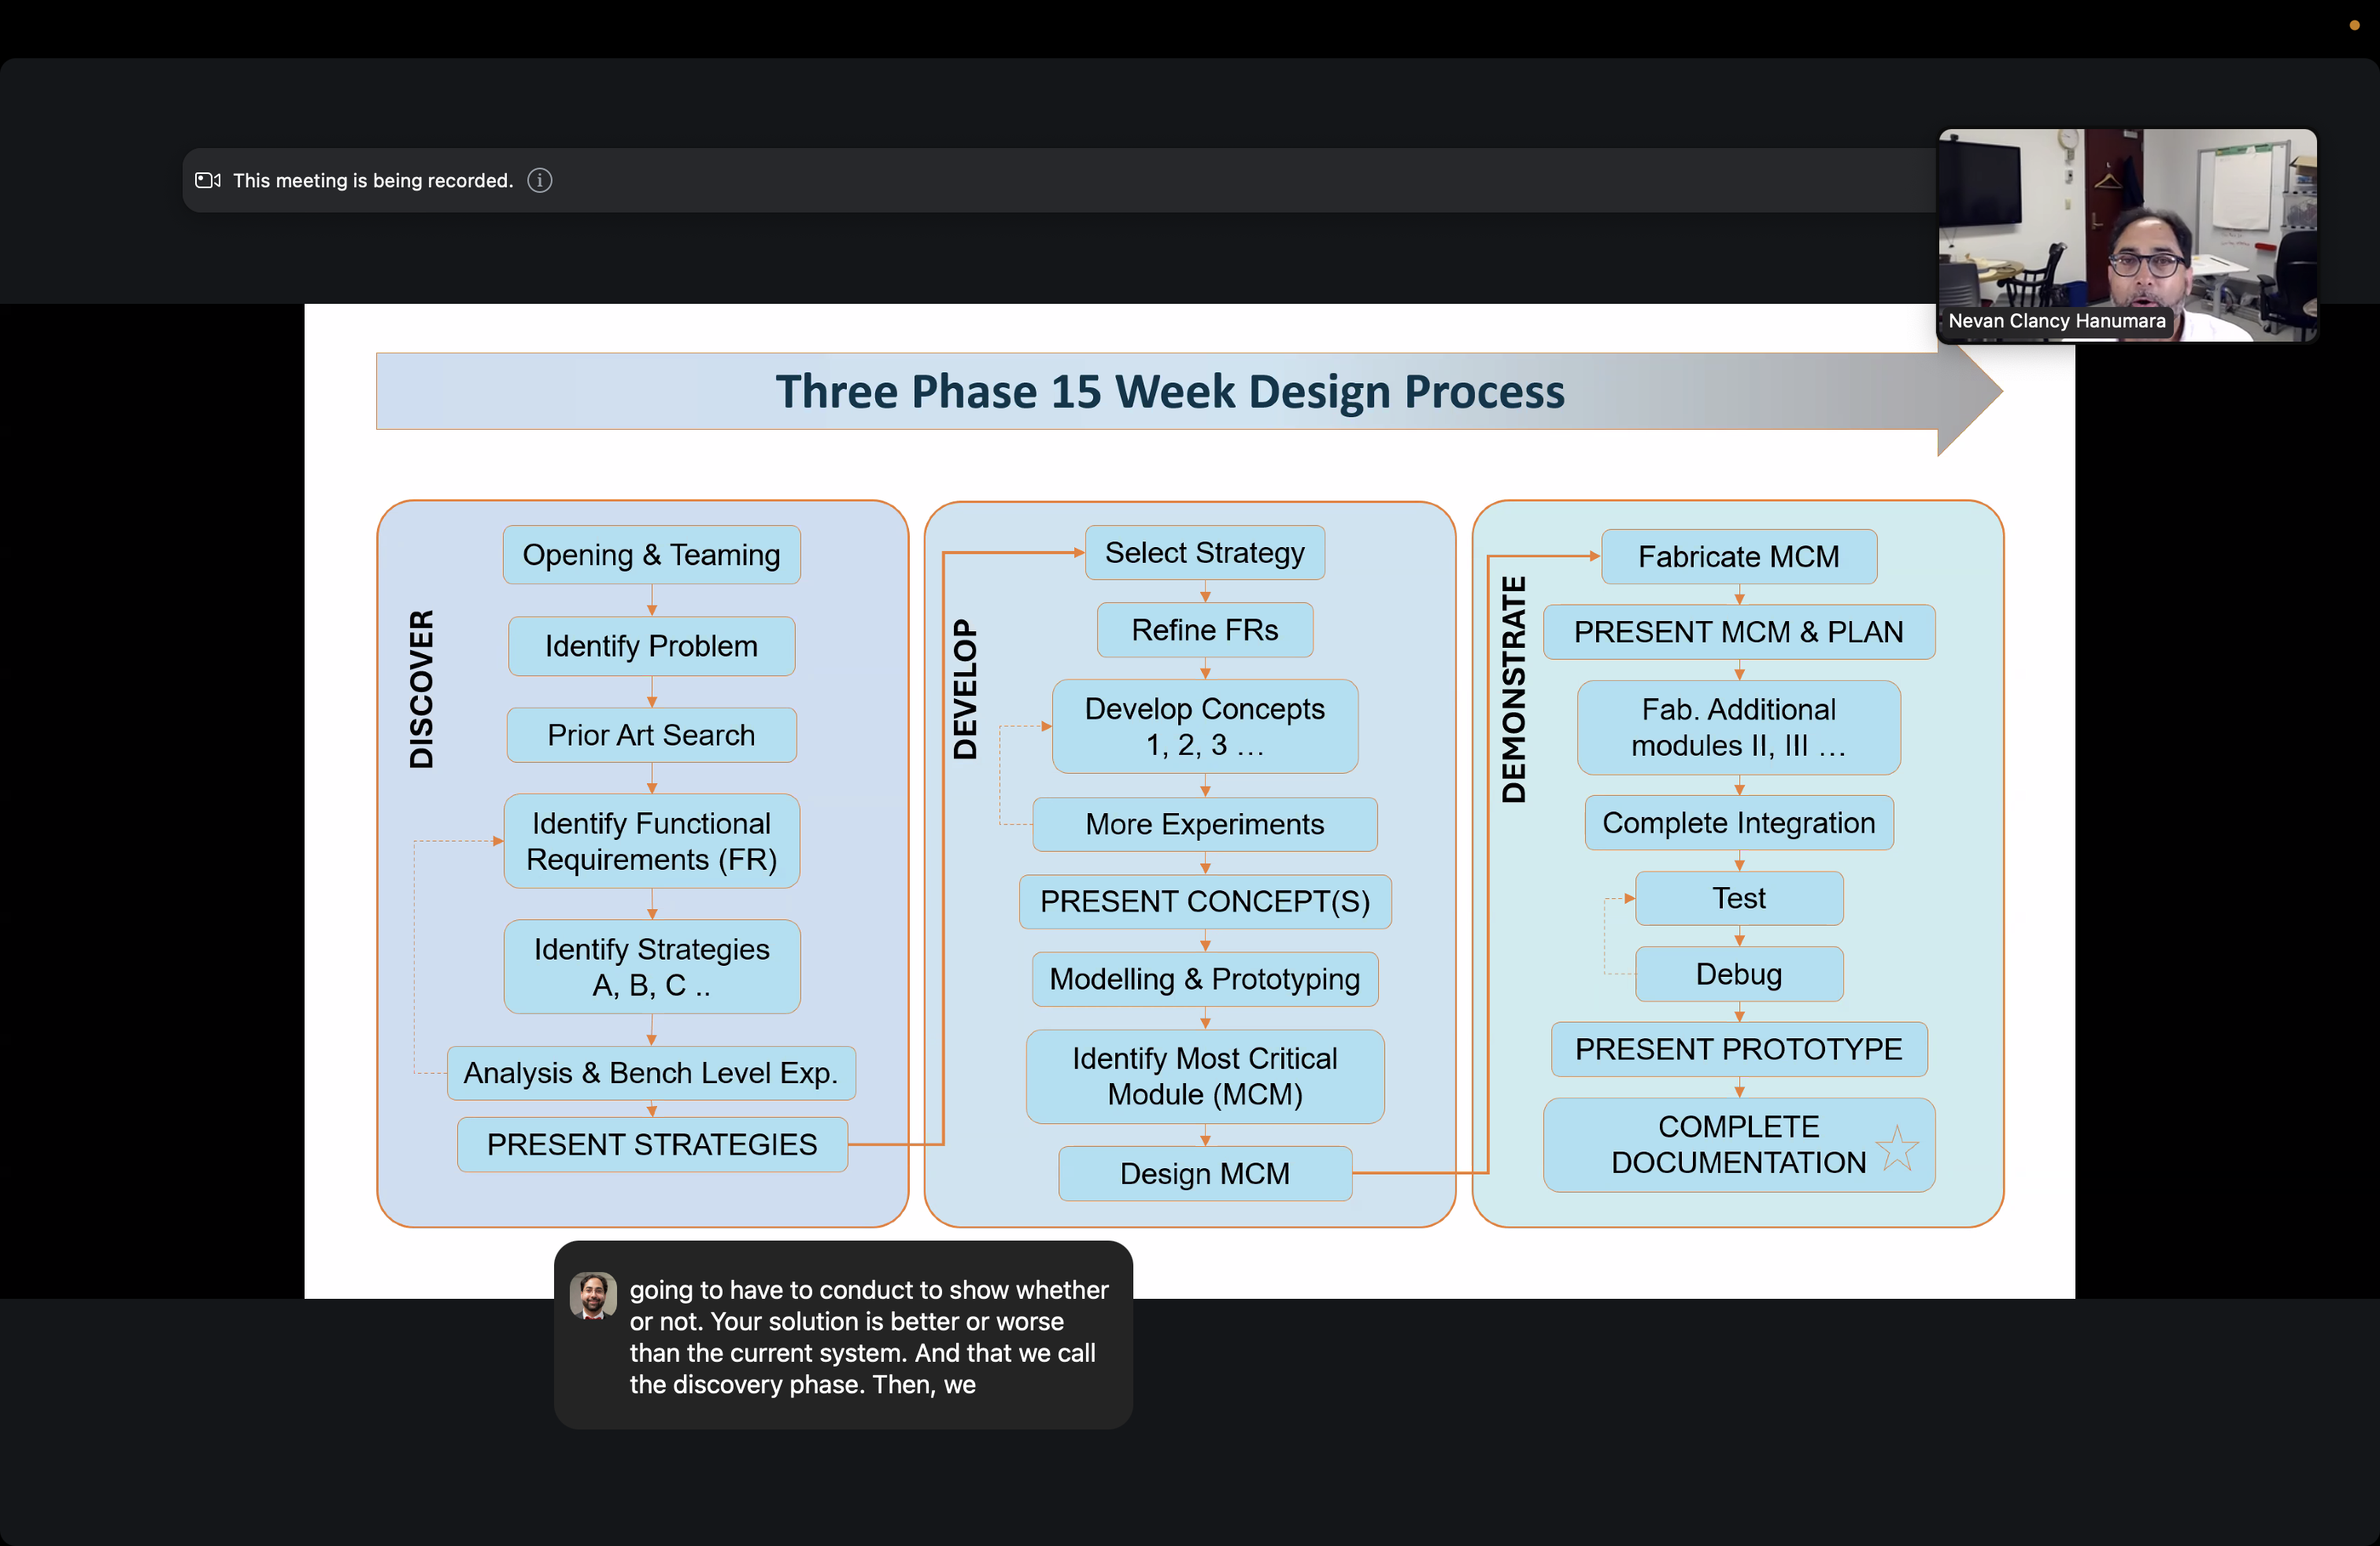 This meeting is being recorded.
Nevan Clancy Hanumara
Three Phase 15 Week Design Process
DISCOVER
Opening & Teaming
Identify Problem
Prior Art Search
Identify Functional
Requirements (FR)
Identify Strategies
A, B, C ..
Analysis & Bench Level Exp.
PRESENT STRATEGIES
DEVELOP
Select Strategy
Refine FRs
Develop Concepts
1, 2, 3 ...
More Experiments
PRESENT CONCEPT(S)
Modelling & Prototyping
Identify Most Critical
Module (MCM)
Design MCM
DEMONSTRATE
Fabricate MCM
PRESENT MCM & PLAN
Fab. Additional
modules II, III ...
Complete Integration
Test
Debug
PRESENT PROTOTYPE
COMPLETE
DOCUMENTATION
going to have to conduct to show whether
or not. Your solution is better or worse
than the current system. And that we call
the discovery phase. Then, we